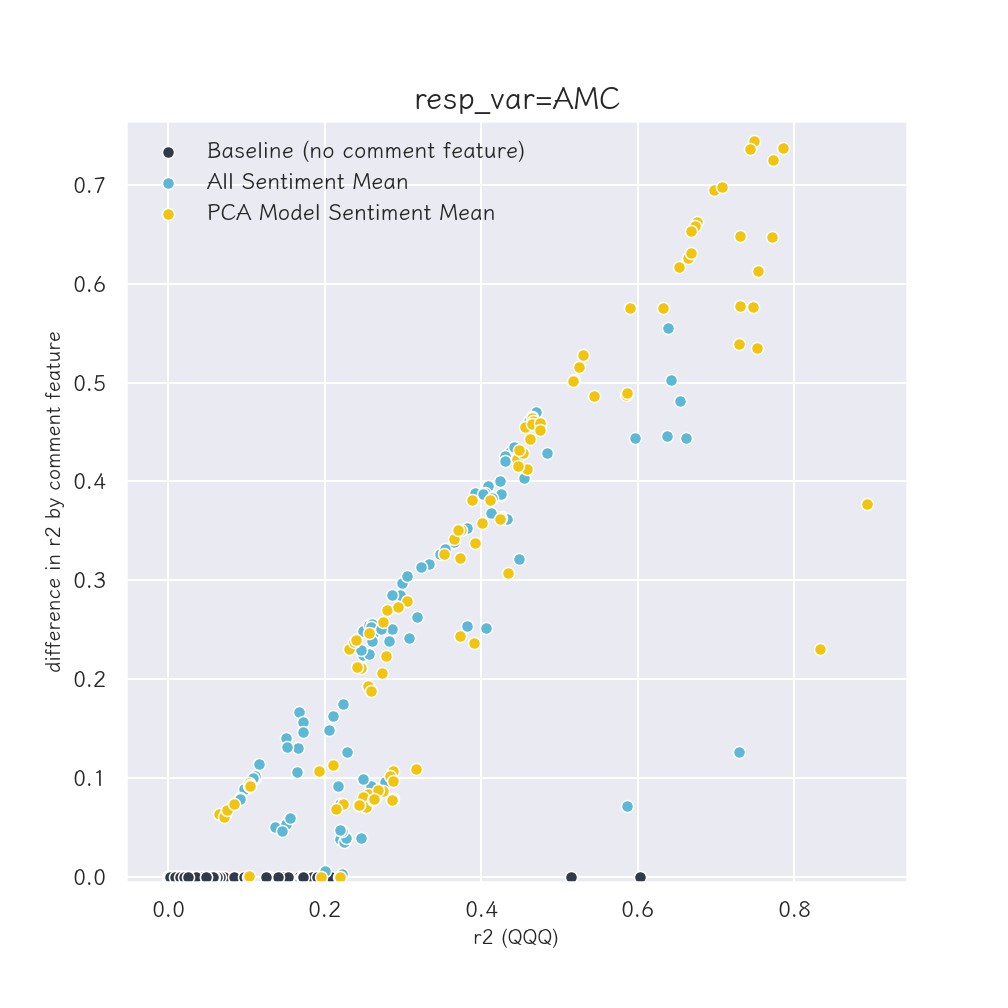 resp_var=AMC
Baseline (no comment feature)
All Sentiment Mean
PCA Model Sentiment Mean
difference in r2 by comment feature
0.7
0.6
0.5
0.4
0.3
0.2
0.1
0.0
0.0 0.2 0.4 0.6 0.8
r2 (QQQ)